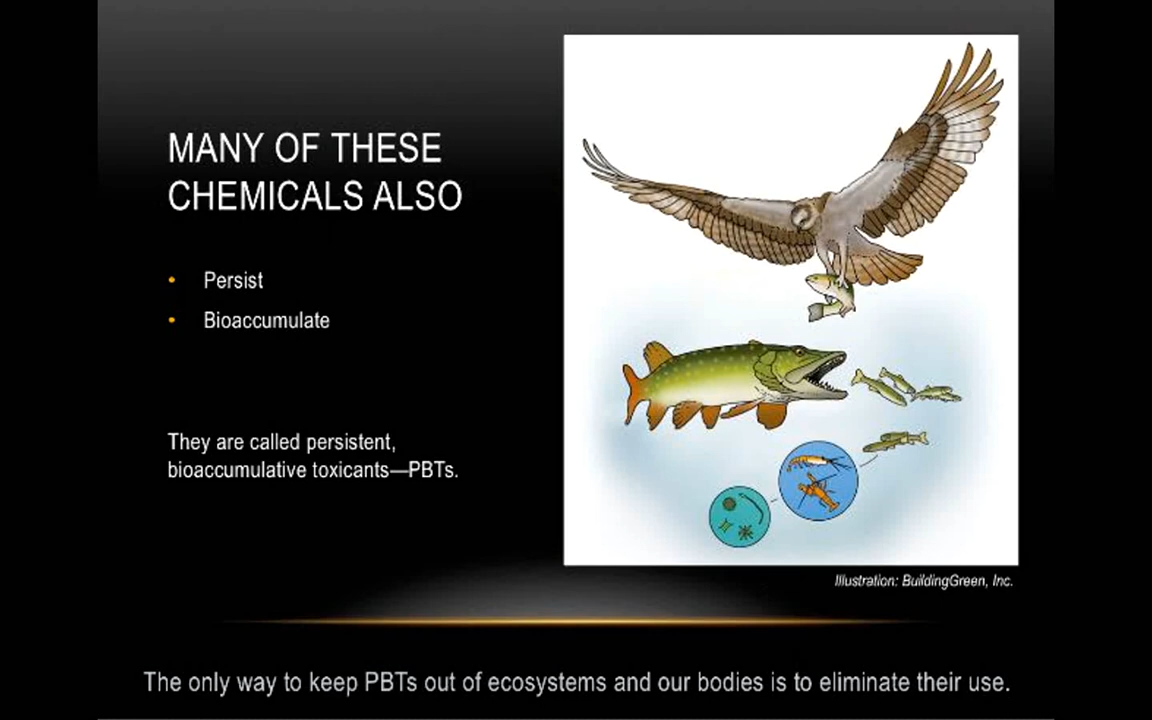 MANY OF THESE
CHEMICALS ALSO
• Persist
• Bioaccumulate
They are called persistent,
bioaccumulative toxicants—PBTs.
Illustration: BuildingGreen, Inc.
The only way to keep PBTs out of ecosystems and our bodies is to eliminate their use.